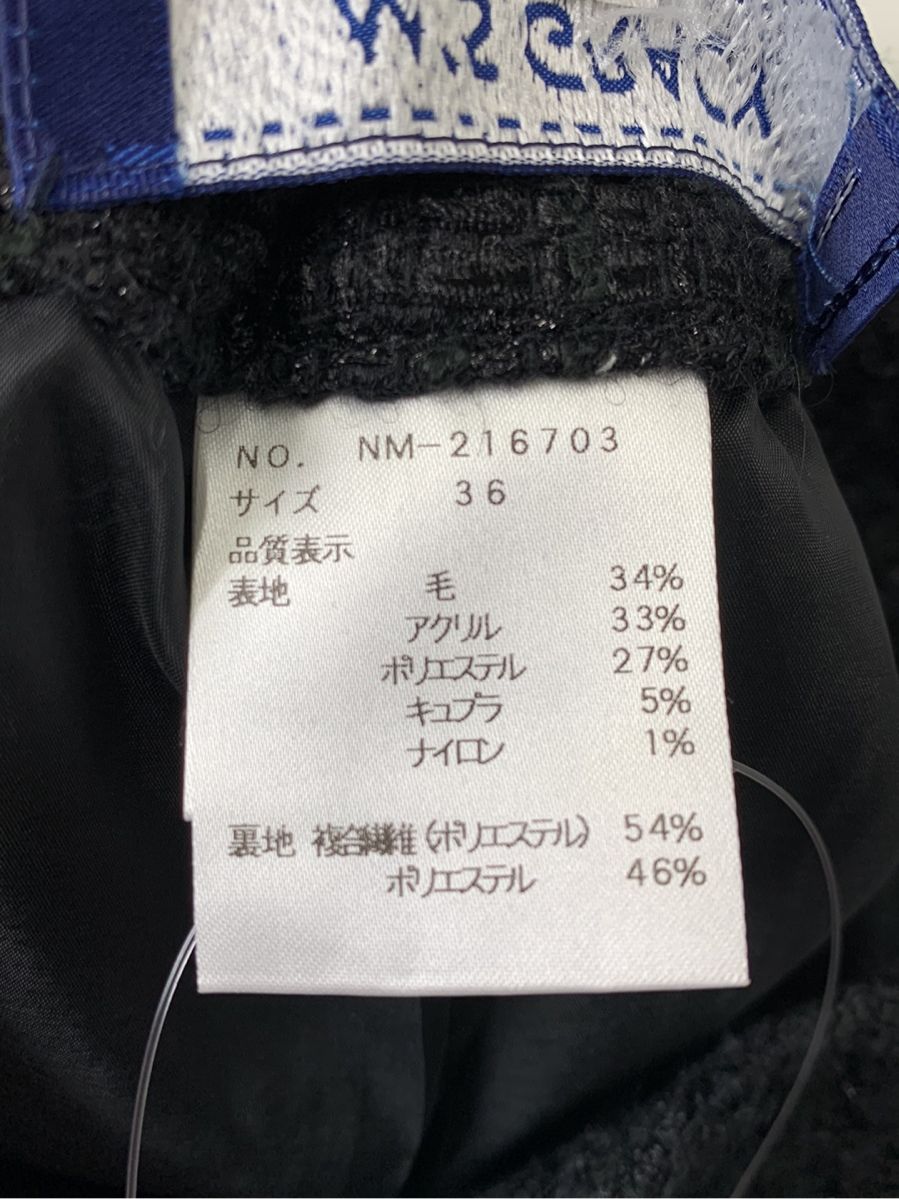 NO. NM-216703
サイズ 36
品質表示
表地 毛 34%
アクリル 33%
ポリエステル 27%
キュプラ 5%
ナイロン 1%
裏地 複合繊維(ポリエステル) 54%
ポリエステル 46%